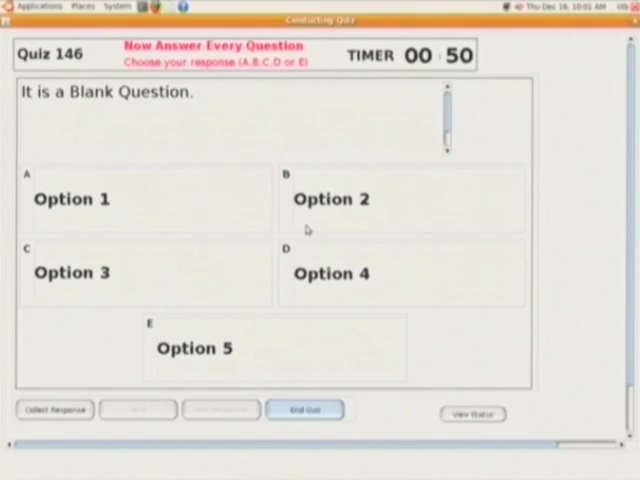 Applications Places System
Thu Dec 16, 10:01 AM
Conducting Quiz
Quiz 146
Now Answer Every Question
Choose your response (A,B,C,D or E)
TIMER 00 : 50
It is a Blank Question.
A
Option 1
B
Option 2
C
Option 3
D
Option 4
E
Option 5
Collect Response
End Quiz
View Status